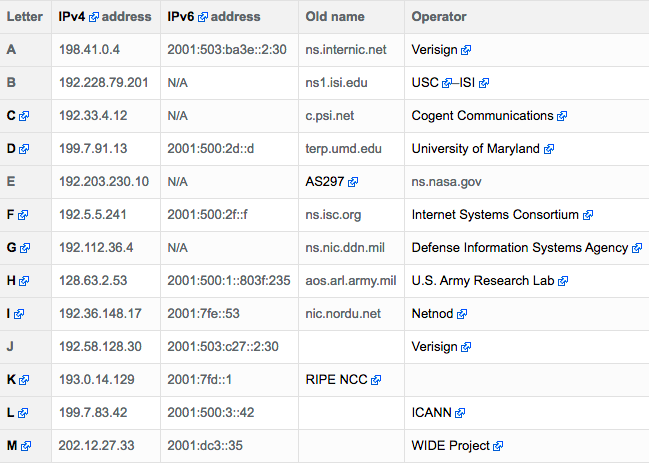 Letter IPv4 address IPv6 address Old name Operator
A 198.41.0.4 2001:503:ba3e::2:30 ns.internic.net Verisign
B 192.228.79.201 N/A ns1.isi.edu USC–ISI
C 192.33.4.12 N/A c.psi.net Cogent Communications
D 199.7.91.13 2001:500:2d::d terp.umd.edu University of Maryland
E 192.203.230.10 N/A AS297 ns.nasa.gov
F 192.5.5.241 2001:500:2f::f ns.isc.org Internet Systems Consortium
G 192.112.36.4 N/A ns.nic.ddn.mil Defense Information Systems Agency
H 128.63.2.53 2001:500:1::803f:235 aos.arl.army.mil U.S. Army Research Lab
I 192.36.148.17 2001:7fe::53 nic.nordu.net Netnod
J 192.58.128.30 2001:503:c27::2:30 Verisign
K 193.0.14.129 2001:7fd::1 RIPE NCC
L 199.7.83.42 2001:500:3::42 ICANN
M 202.12.27.33 2001:dc3::35 WIDE Project